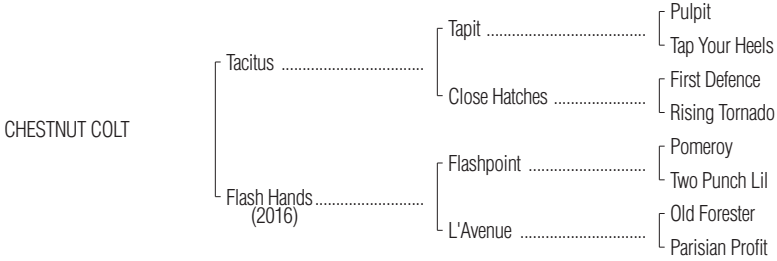 Pulpit
Tapit ......................................
Tap Your Heels
Tacitus .........................................
First Defence
Close Hatches ..........................
Rising Tornado
CHESTNUT COLT
Pomeroy
Flashpoint .................................
Two Punch Lil
Flash Hands ...............................
(2016)
Old Forester
L'Avenue ...................................
Parisian Profit